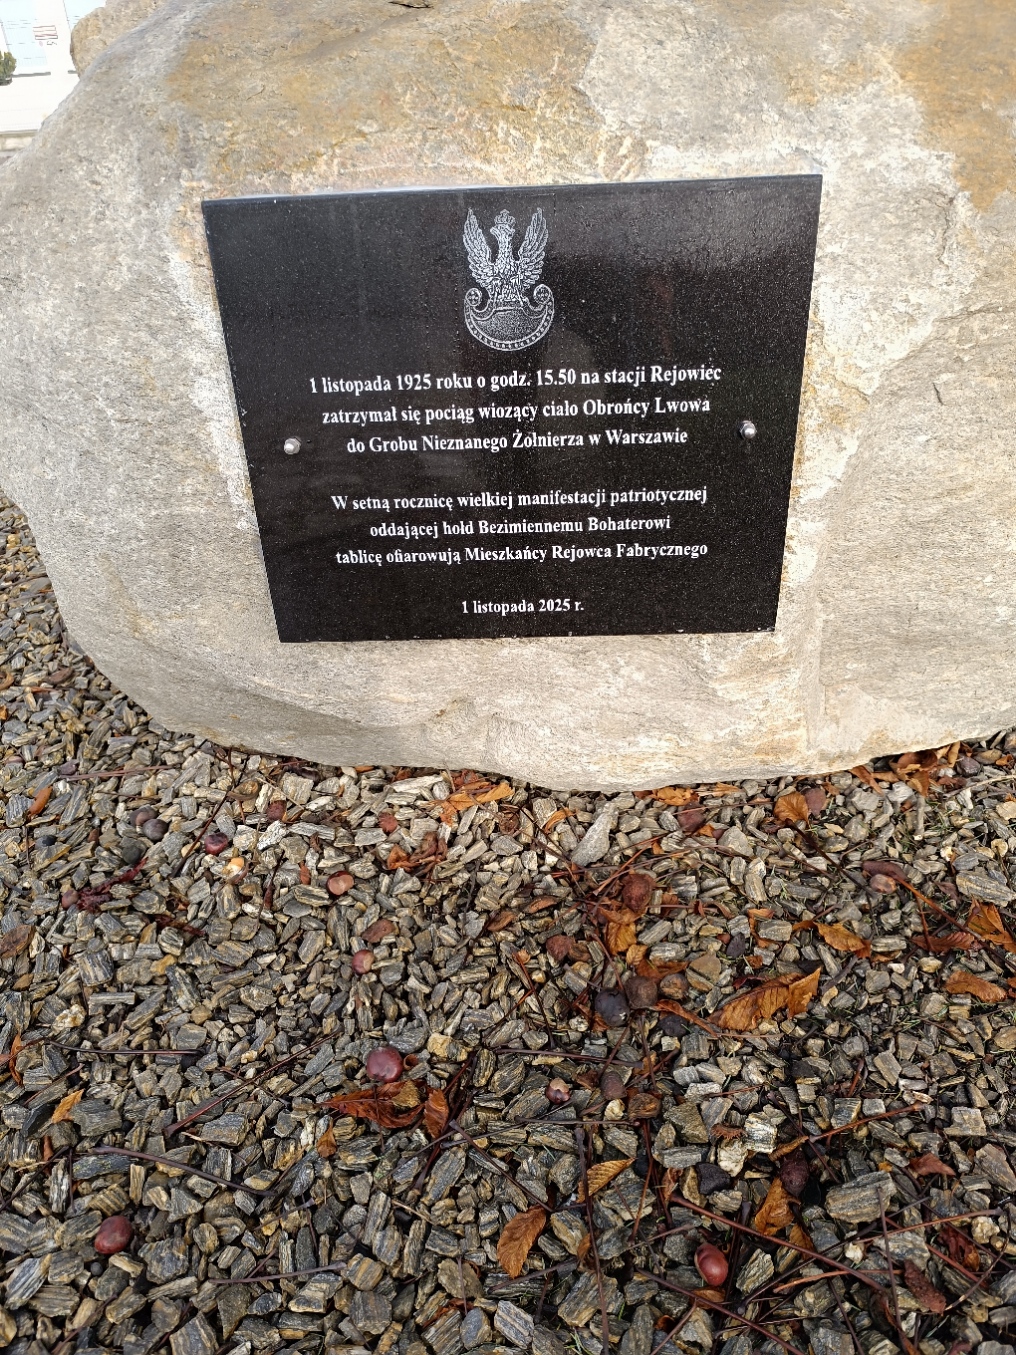 1 listopada 1925 roku o godz. 15.50 na stacji Rejowiec
zatrzymał się pociąg wiozący ciało Obrońcy Lwowa
do Grobu Nieznanego Żołnierza w Warszawie
W setną rocznicę wielkiej manifestacji patriotycznej
oddającej hołd Bezimiennemu Bohaterowi
tablicę ofiarowują Mieszkańcy Rejowca Fabrycznego
1 listopada 2025 r.